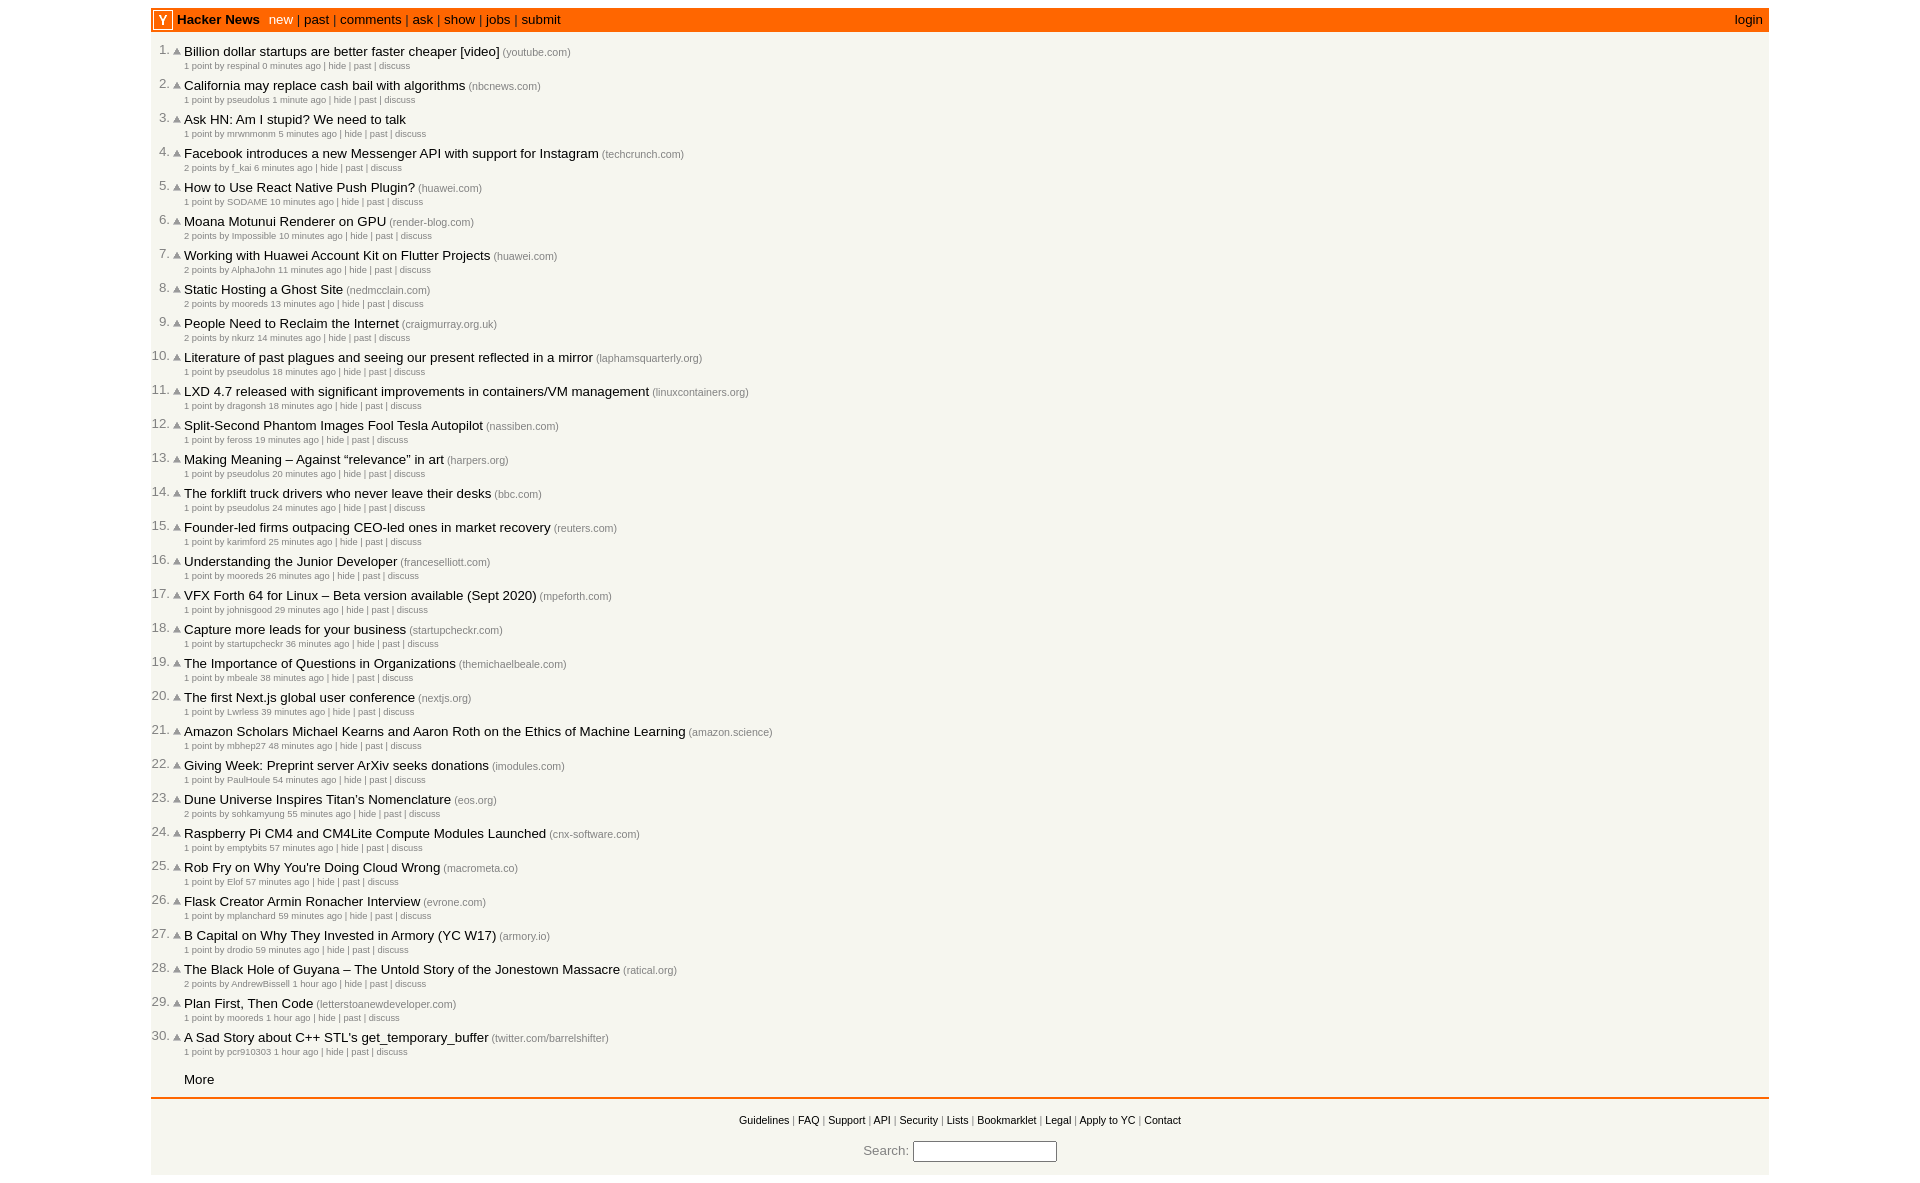 Y Hacker News new | past | comments | ask | show | jobs | submit login
1. Billion dollar startups are better faster cheaper [video] (youtube.com)
1 point by respinal 0 minutes ago | hide | past | discuss
2. California may replace cash bail with algorithms (nbcnews.com)
1 point by pseudolus 1 minute ago | hide | past | discuss
3. Ask HN: Am I stupid? We need to talk
1 point by mrwnmonm 5 minutes ago | hide | past | discuss
4. Facebook introduces a new Messenger API with support for Instagram (techcrunch.com)
2 points by f_kai 6 minutes ago | hide | past | discuss
5. How to Use React Native Push Plugin? (huawei.com)
1 point by SODAME 10 minutes ago | hide | past | discuss
6. Moana Motunui Renderer on GPU (render-blog.com)
2 points by Impossible 10 minutes ago | hide | past | discuss
7. Working with Huawei Account Kit on Flutter Projects (huawei.com)
2 points by AlphaJohn 11 minutes ago | hide | past | discuss
8. Static Hosting a Ghost Site (nedmcclain.com)
2 points by mooreds 13 minutes ago | hide | past | discuss
9. People Need to Reclaim the Internet (craigmurray.org.uk)
2 points by nkurz 14 minutes ago | hide | past | discuss
10. Literature of past plagues and seeing our present reflected in a mirror (laphamsquarterly.org)
1 point by pseudolus 18 minutes ago | hide | past | discuss
11. LXD 4.7 released with significant improvements in containers/VM management (linuxcontainers.org)
1 point by dragonsh 18 minutes ago | hide | past | discuss
12. Split-Second Phantom Images Fool Tesla Autopilot (nassiben.com)
1 point by feross 19 minutes ago | hide | past | discuss
13. Making Meaning – Against “relevance” in art (harpers.org)
1 point by pseudolus 20 minutes ago | hide | past | discuss
14. The forklift truck drivers who never leave their desks (bbc.com)
1 point by pseudolus 24 minutes ago | hide | past | discuss
15. Founder-led firms outpacing CEO-led ones in market recovery (reuters.com)
1 point by karimford 25 minutes ago | hide | past | discuss
16. Understanding the Junior Developer (franceselliott.com)
1 point by mooreds 26 minutes ago | hide | past | discuss
17. VFX Forth 64 for Linux – Beta version available (Sept 2020) (mpeforth.com)
1 point by johnisgood 29 minutes ago | hide | past | discuss
18. Capture more leads for your business (startupcheckr.com)
1 point by startupcheckr 36 minutes ago | hide | past | discuss
19. The Importance of Questions in Organizations (themichaelbeale.com)
1 point by mbeale 38 minutes ago | hide | past | discuss
20. The first Next.js global user conference (nextjs.org)
1 point by Lwrless 39 minutes ago | hide | past | discuss
21. Amazon Scholars Michael Kearns and Aaron Roth on the Ethics of Machine Learning (amazon.science)
1 point by mbhep27 48 minutes ago | hide | past | discuss
22. Giving Week: Preprint server ArXiv seeks donations (imodules.com)
1 point by PaulHoule 54 minutes ago | hide | past | discuss
23. Dune Universe Inspires Titan’s Nomenclature (eos.org)
2 points by sohkamyung 55 minutes ago | hide | past | discuss
24. Raspberry Pi CM4 and CM4Lite Compute Modules Launched (cnx-software.com)
1 point by emptybits 57 minutes ago | hide | past | discuss
25. Rob Fry on Why You're Doing Cloud Wrong (macrometa.co)
1 point by Elof 57 minutes ago | hide | past | discuss
26. Flask Creator Armin Ronacher Interview (evrone.com)
1 point by mplanchard 59 minutes ago | hide | past | discuss
27. B Capital on Why They Invested in Armory (YC W17) (armory.io)
1 point by drodio 59 minutes ago | hide | past | discuss
28. The Black Hole of Guyana – The Untold Story of the Jonestown Massacre (ratical.org)
2 points by AndrewBissell 1 hour ago | hide | past | discuss
29. Plan First, Then Code (letterstoanewdeveloper.com)
1 point by mooreds 1 hour ago | hide | past | discuss
30. A Sad Story about C++ STL's get_temporary_buffer (twitter.com/barrelshifter)
1 point by pcr910303 1 hour ago | hide | past | discuss
More
Guidelines | FAQ | Support | API | Security | Lists | Bookmarklet | Legal | Apply to YC | Contact
Search: